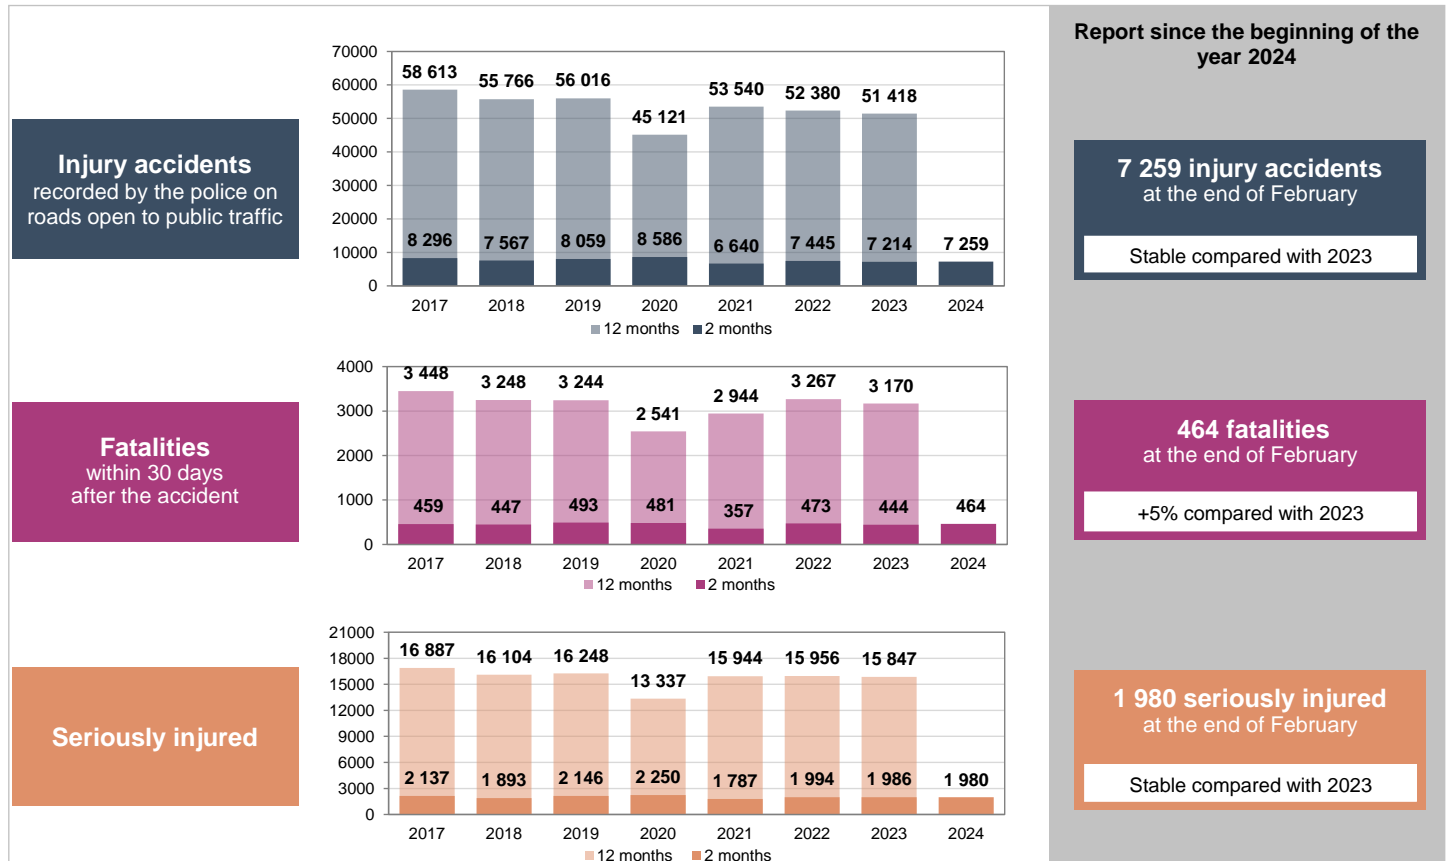 Report since the beginning of the
year 2024
Injury accidents
recorded by the police on
roads open to public traffic
70000
60000
50000
40000
30000
20000
10000
0
58 613 55 766 56 016 45 121 53 540 52 380 51 418
8 296 7 567 8 059 8 586 6 640 7 445 7 214 7 259
2017 2018 2019 2020 2021 2022 2023 2024
12 months 2 months
7 259 injury accidents
at the end of February
Stable compared with 2023
Fatalities
within 30 days
after the accident
4000
3000
2000
1000
0
3 448 3 248 3 244 2 541 2 944 3 267 3 170
459 447 493 481 357 473 444 464
2017 2018 2019 2020 2021 2022 2023 2024
12 months 2 months
464 fatalities
at the end of February
+5% compared with 2023
Seriously injured
21000
18000
15000
12000
9000
6000
3000
0
16 887 16 104 16 248 13 337 15 944 15 956 15 847
2 137 1 893 2 146 2 250 1 787 1 994 1 986 1 980
2017 2018 2019 2020 2021 2022 2023 2024
12 months 2 months
1 980 seriously injured
at the end of February
Stable compared with 2023